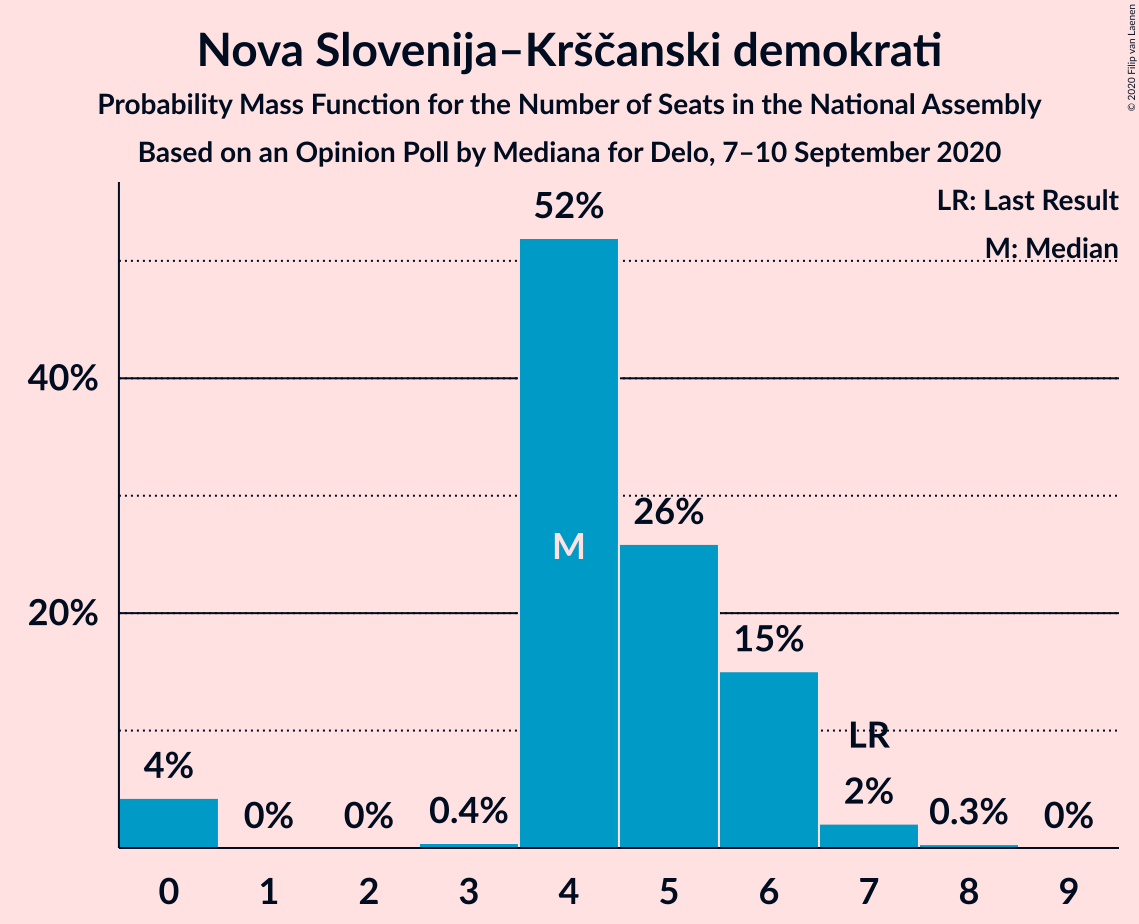 Nova Slovenija–Krščanski demokrati
Probability Mass Function for the Number of Seats in the National Assembly
Based on an Opinion Poll by Mediana for Delo, 7–10 September 2020
© 2020 Filip van Laenen
LR: Last Result
M: Median
40%
20%
4%
0%
0%
0.4%
52%
M
26%
15%
LR
2%
0.3%
0%
0 1 2 3 4 5 6 7 8 9